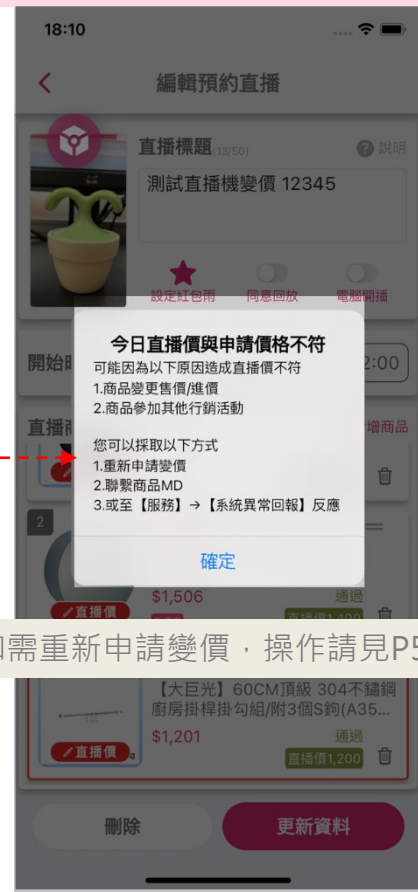 18:10
編輯預約直播
直播標題(13/60)
說明
測試直播機變價 12345
設定紅包雨 同意回放 電腦開播
今日直播價與申請價格不符
開始時
2:00
可能因為以下原因造成直播價不符
1.商品變更售價/進價
2.商品參加其他行銷活動
直播商
增商品
您可以採取以下方式
1.重新申請變價
2.聯繫商品MD
3.或至【服務】→【系統異常回報】反應
2
確定
$1,506
通過
直播價
直播價1,400
需重新申請變價，操作請見P5
【大巨光】60CM頂級 304不鏽鋼
廚房掛桿掛勾組/附3個S鉤(A35...
$1,201
通過
直播價
直播價1,200
刪除
更新資料